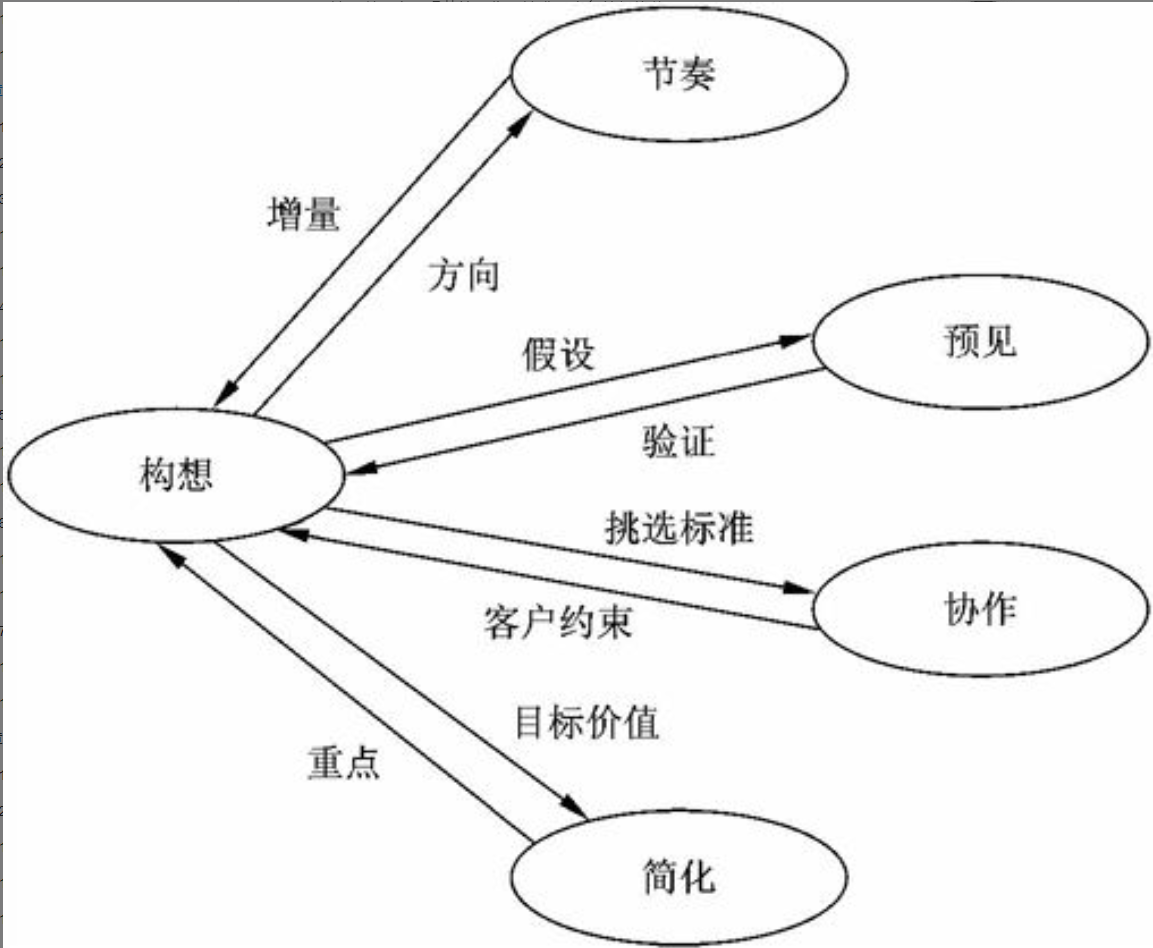 节奏
增量
方向
假设
预见
验证
构想
挑选标准
协作
客户约束
目标价值
重点
简化